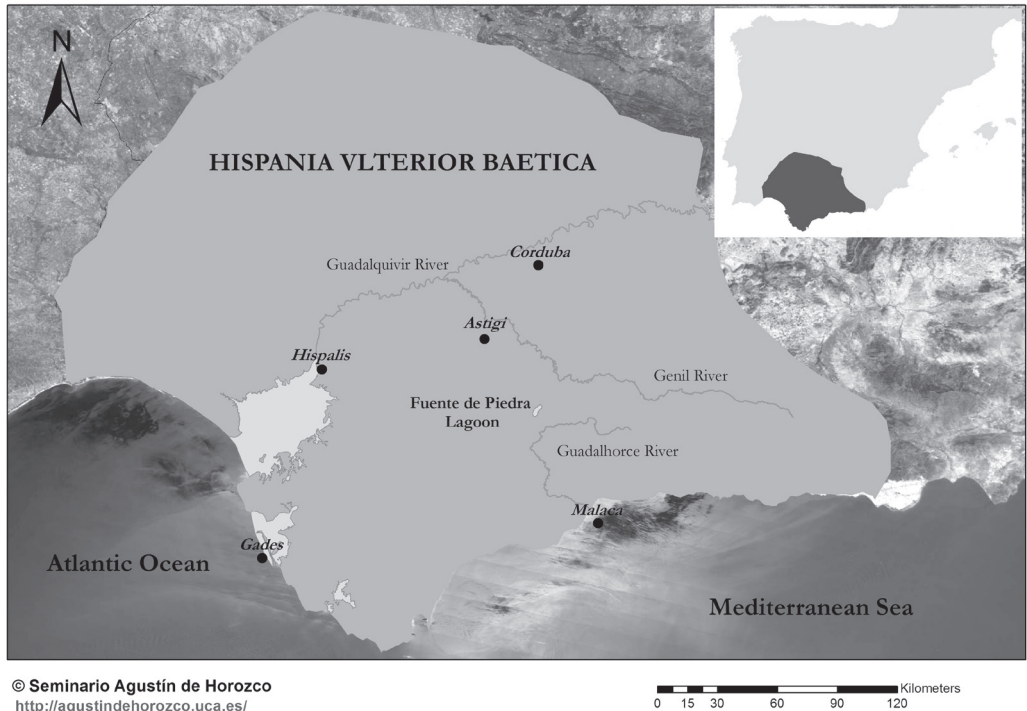 N
HISPANIA VLTERIOR BAETICA
Corduba
Guadalquivir River
Astigi
Hispalis
Genil River
Fuente de Piedra
Lagoon
Guadalhorce River
Malaca
Gades
Atlantic Ocean
Mediterranean Sea
© Seminario Agustín de Horozco
http://agustindehorozco.uca.es/
Kilometers
0 15 30 60 90 120